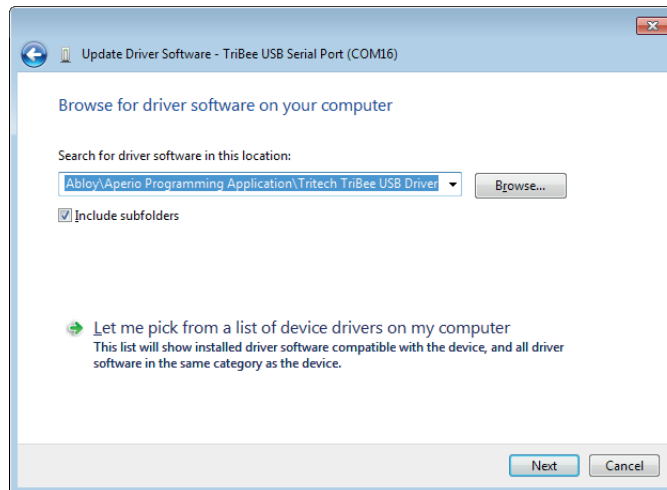 Update Driver Software - TriBee USB Serial Port (COM16)
Browse for driver software on your computer
Search for driver software in this location:
Abloy\Aperio Programming Application\Tritech TriBee USB Driver
Browse...
Include subfolders
Let me pick from a list of device drivers on my computer
This list will show installed driver software compatible with the device, and all driver
software in the same category as the device.
Next
Cancel